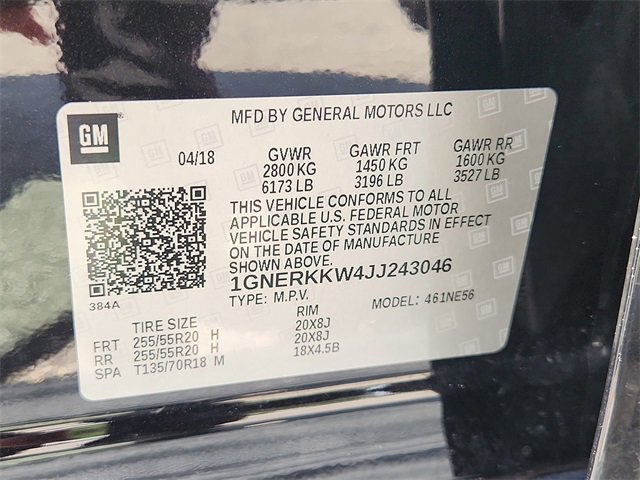 GM
MFD BY GENERAL MOTORS LLC
04/18 GVWR GAWR FRT GAWR RR
2800 KG 1450 KG 1600 KG
6173 LB 3196 LB 3527 LB
THIS VEHICLE CONFORMS TO ALL
APPLICABLE U.S. FEDERAL MOTOR
VEHICLE SAFETY STANDARDS IN EFFECT
ON THE DATE OF MANUFACTURE
SHOWN ABOVE.
384A
1GNERKKW4JJ243046
TYPE: M.P.V. MODEL: 461NE56
TIRE SIZE RIM
FRT 255/55R20 H 20X8J
RR 255/55R20 H 20X8J
SPA T135/70R18 M 18X4.5B